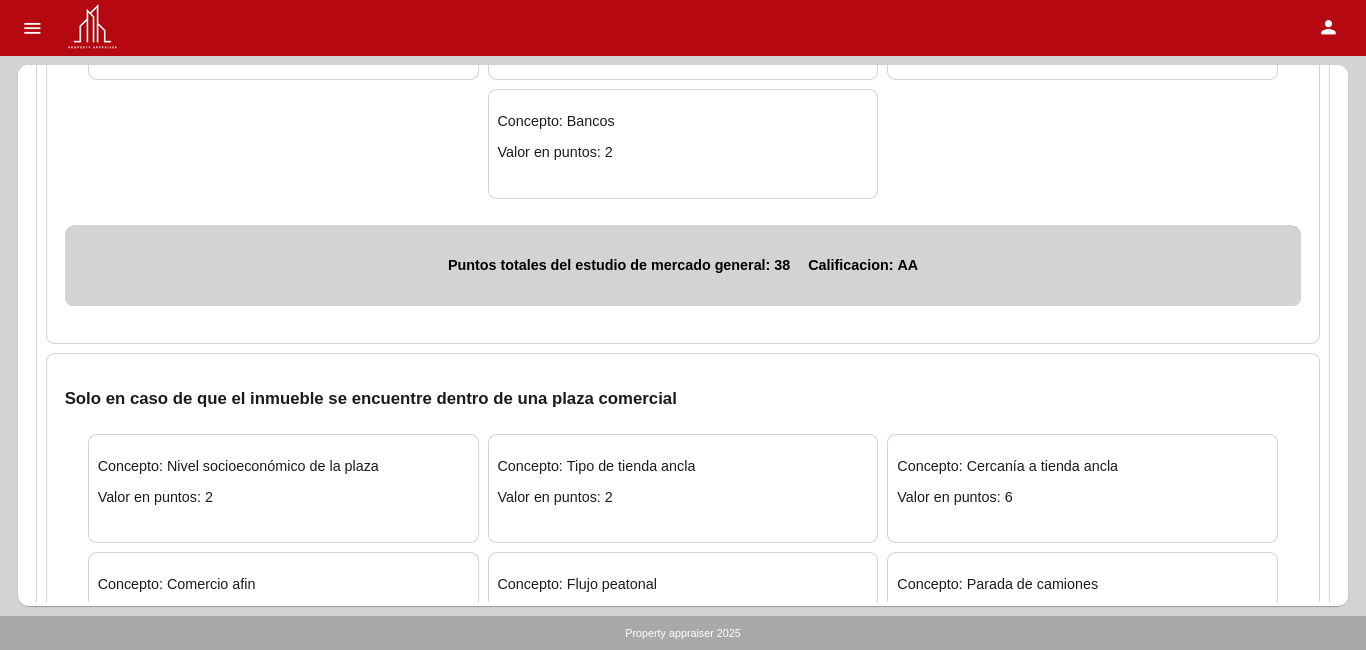 PROPERTY APPRAISER
Concepto: Bancos
Valor en puntos: 2
Puntos totales del estudio de mercado general: 38 Calificacion: AA
Solo en caso de que el inmueble se encuentre dentro de una plaza comercial
Concepto: Nivel socioeconómico de la plaza
Valor en puntos: 2
Concepto: Tipo de tienda ancla
Valor en puntos: 2
Concepto: Cercanía a tienda ancla
Valor en puntos: 6
Concepto: Comercio afin
Concepto: Flujo peatonal
Concepto: Parada de camiones
Property appraiser 2025